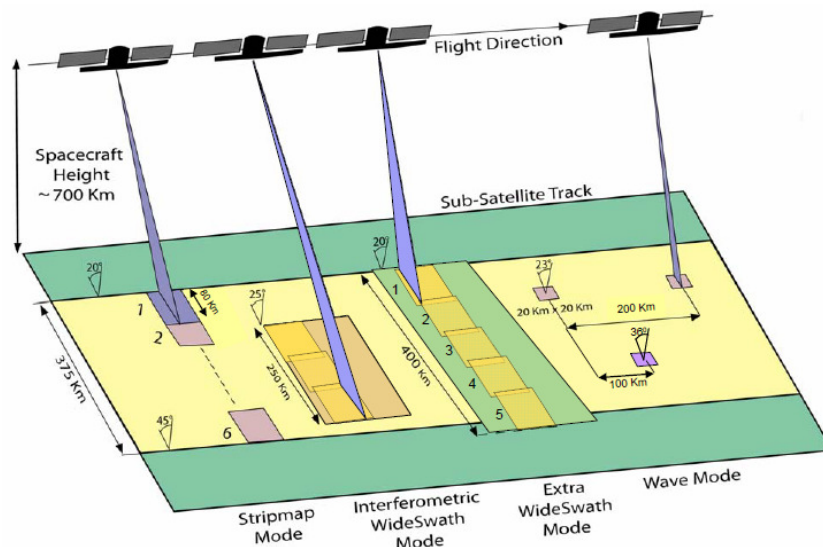 Flight Direction
Spacecraft
Height
~ 700 Km
Sub-Satellite Track
20°
80 Km
1
2
375 Km
45°
6
25°
250 Km
20°
1
2
3
4
5
400 Km
23°
20 Km x 20 Km
200 Km
36°
100 Km
Stripmap
Mode
Interferometric
WideSwath
Mode
Extra
WideSwath
Mode
Wave Mode